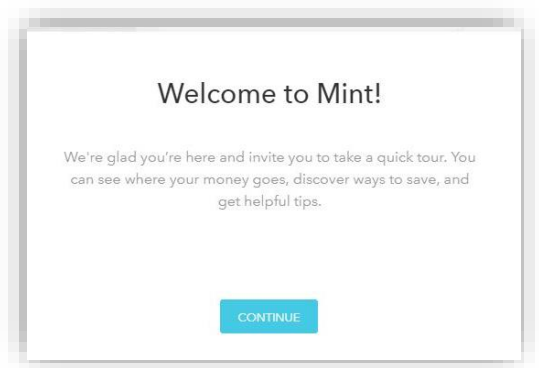 Welcome to Mint!
We're glad you're here and invite you to take a quick tour. You
can see where your money goes, discover ways to save, and
get helpful tips.
CONTINUE